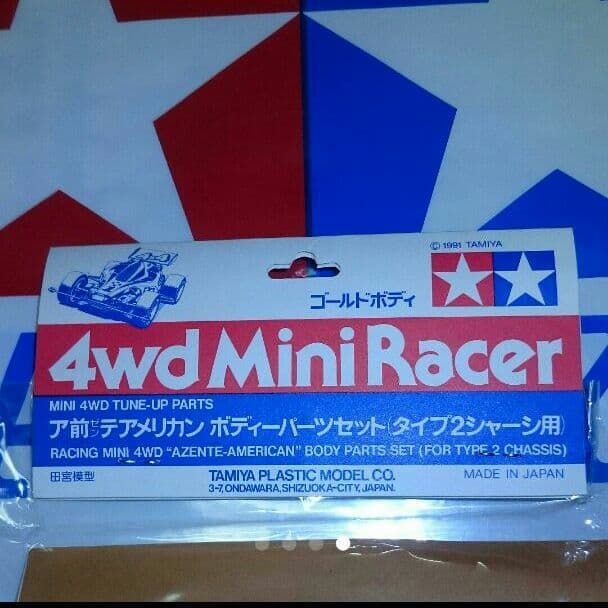 © 1991 TAMIYA
ゴールドボディ
4wd Mini Racer
MINI 4WD TUNE-UP PARTS
ア前ゼンテアメリカン ボディーパーツセット(タイプ2シャーシ用)
RACING MINI 4WD "AZENTE-AMERICAN" BODY PARTS SET (FOR TYPE 2 CHASSIS)
田宮模型
TAMIYA PLASTIC MODEL CO.
3-7, ONDAWARA, SHIZUOKA-CITY, JAPAN.
MADE IN JAPAN